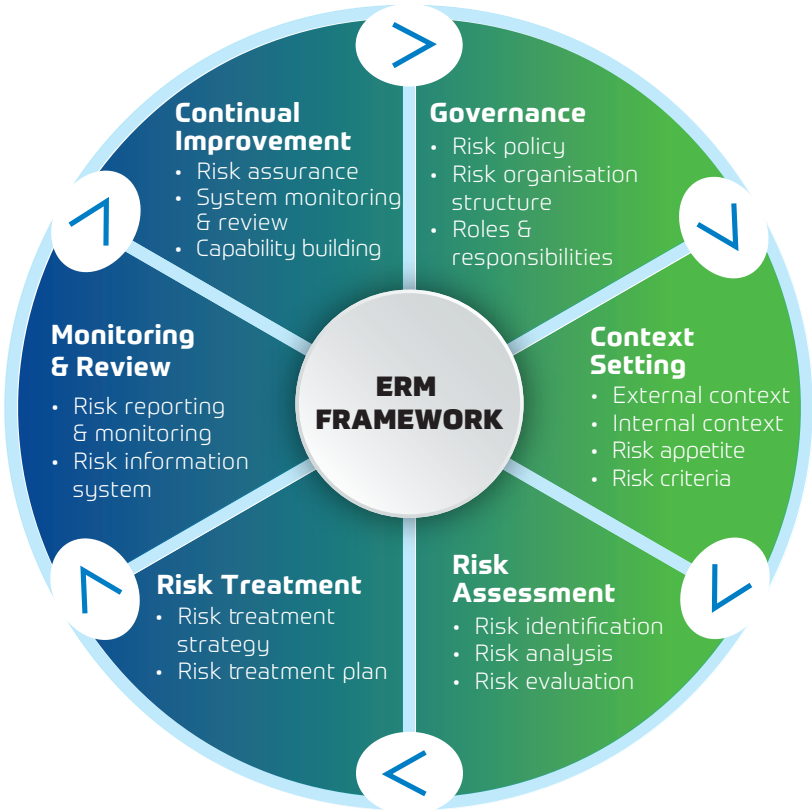 Continual
Improvement
• Risk assurance
• System monitoring
& review
• Capability building
Governance
• Risk policy
• Risk organisation
structure
• Roles &
responsibilities
Context
Setting
• External context
• Internal context
• Risk appetite
• Risk criteria
Risk
Assessment
• Risk identification
• Risk analysis
• Risk evaluation
Risk Treatment
• Risk treatment
strategy
• Risk treatment plan
Monitoring
& Review
• Risk reporting
& monitoring
• Risk information
system
ERM
FRAMEWORK